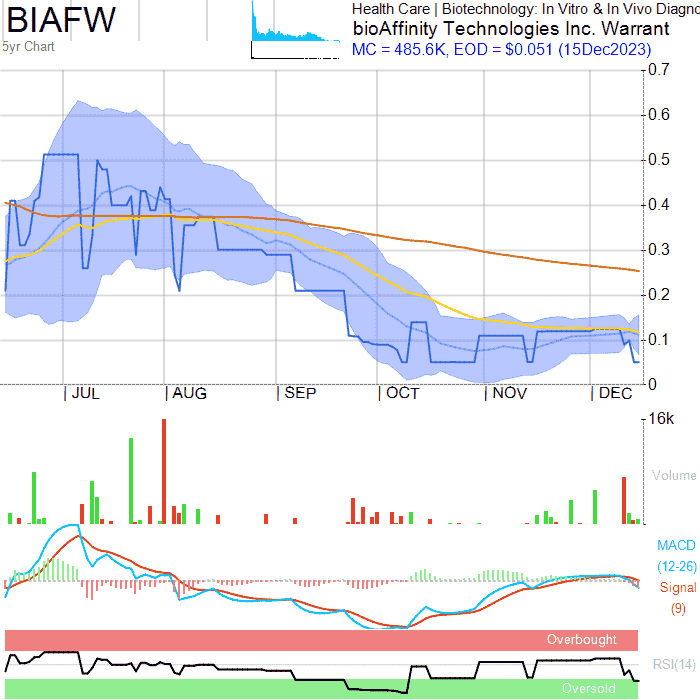 BIAFW
5yr Chart
Health Care | Biotechnology: In Vitro & In Vivo Diagno
bioAffinity Technologies Inc. Warrant
MC = 485.6K, EOD = $0.051 (15Dec2023)
0.7
0.6
0.5
0.4
0.3
0.2
0.1
0
| JUL | AUG | SEP | OCT | NOV | DEC
16k
Volume
MACD
(12-26)
Signal
(9)
Overbought
RSI(14)
Oversold